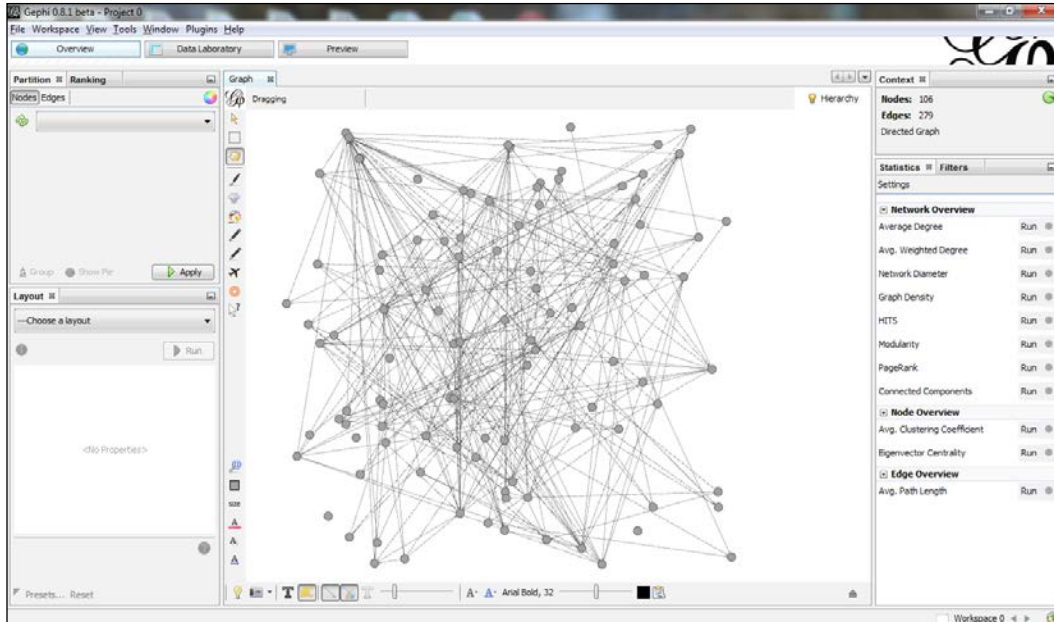 Gephi 0.8.1 beta - Project 0
File Workspace View Tools Window Plugins Help
Overview
Data Laboratory
Preview
Partition
Ranking
Nodes Edges
Group
Show Pie
Apply
Layout
---Choose a layout
Run
<No Properties>
Presets... Reset
Graph
Dragging
Hierarchy
size
A
A
A
T
T
A- A- Arial Bold, 32
Context
Nodes: 106
Edges: 279
Directed Graph
Statistics
Filters
Settings
Network Overview
Average Degree Run
Avg. Weighted Degree Run
Network Diameter Run
Graph Density Run
HITS Run
Modularity Run
PageRank Run
Connected Components Run
Node Overview
Avg. Clustering Coefficient Run
Eigenvector Centrality Run
Edge Overview
Avg. Path Length Run
Workspace 0